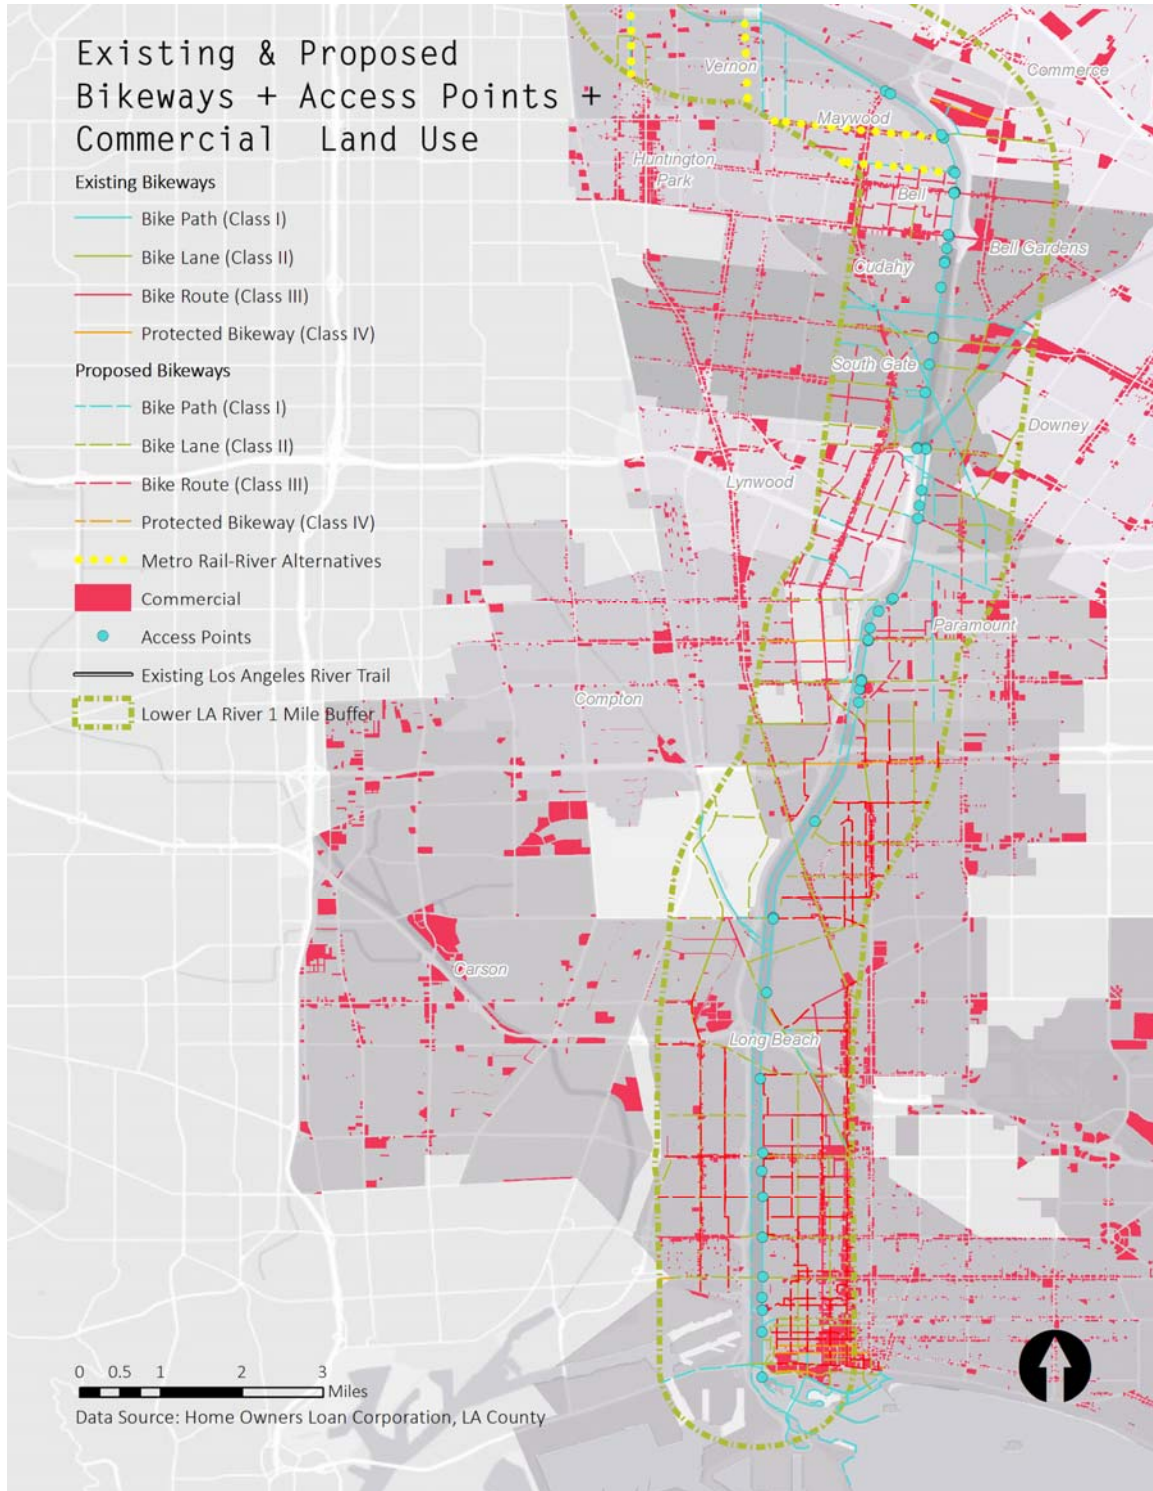 Existing & Proposed
Bikeways + Access Points +
Commercial Land Use
Existing Bikeways
Bike Path (Class I)
Bike Lane (Class II)
Bike Route (Class III)
Protected Bikeway (Class IV)
Proposed Bikeways
Bike Path (Class I)
Bike Lane (Class II)
Bike Route (Class III)
Protected Bikeway (Class IV)
Metro Rail-River Alternatives
Commercial
Access Points
Existing Los Angeles River Trail
Lower LA River 1 Mile Buffer
Vernon
Commerce
Maywood
Huntington
Park
Bell
Bell Gardens
Cudahy
South Gate
Downey
Lynwood
Paramount
Compton
Carson
Long Beach
0 0.5 1 2 3
Miles
Data Source: Home Owners Loan Corporation, LA County